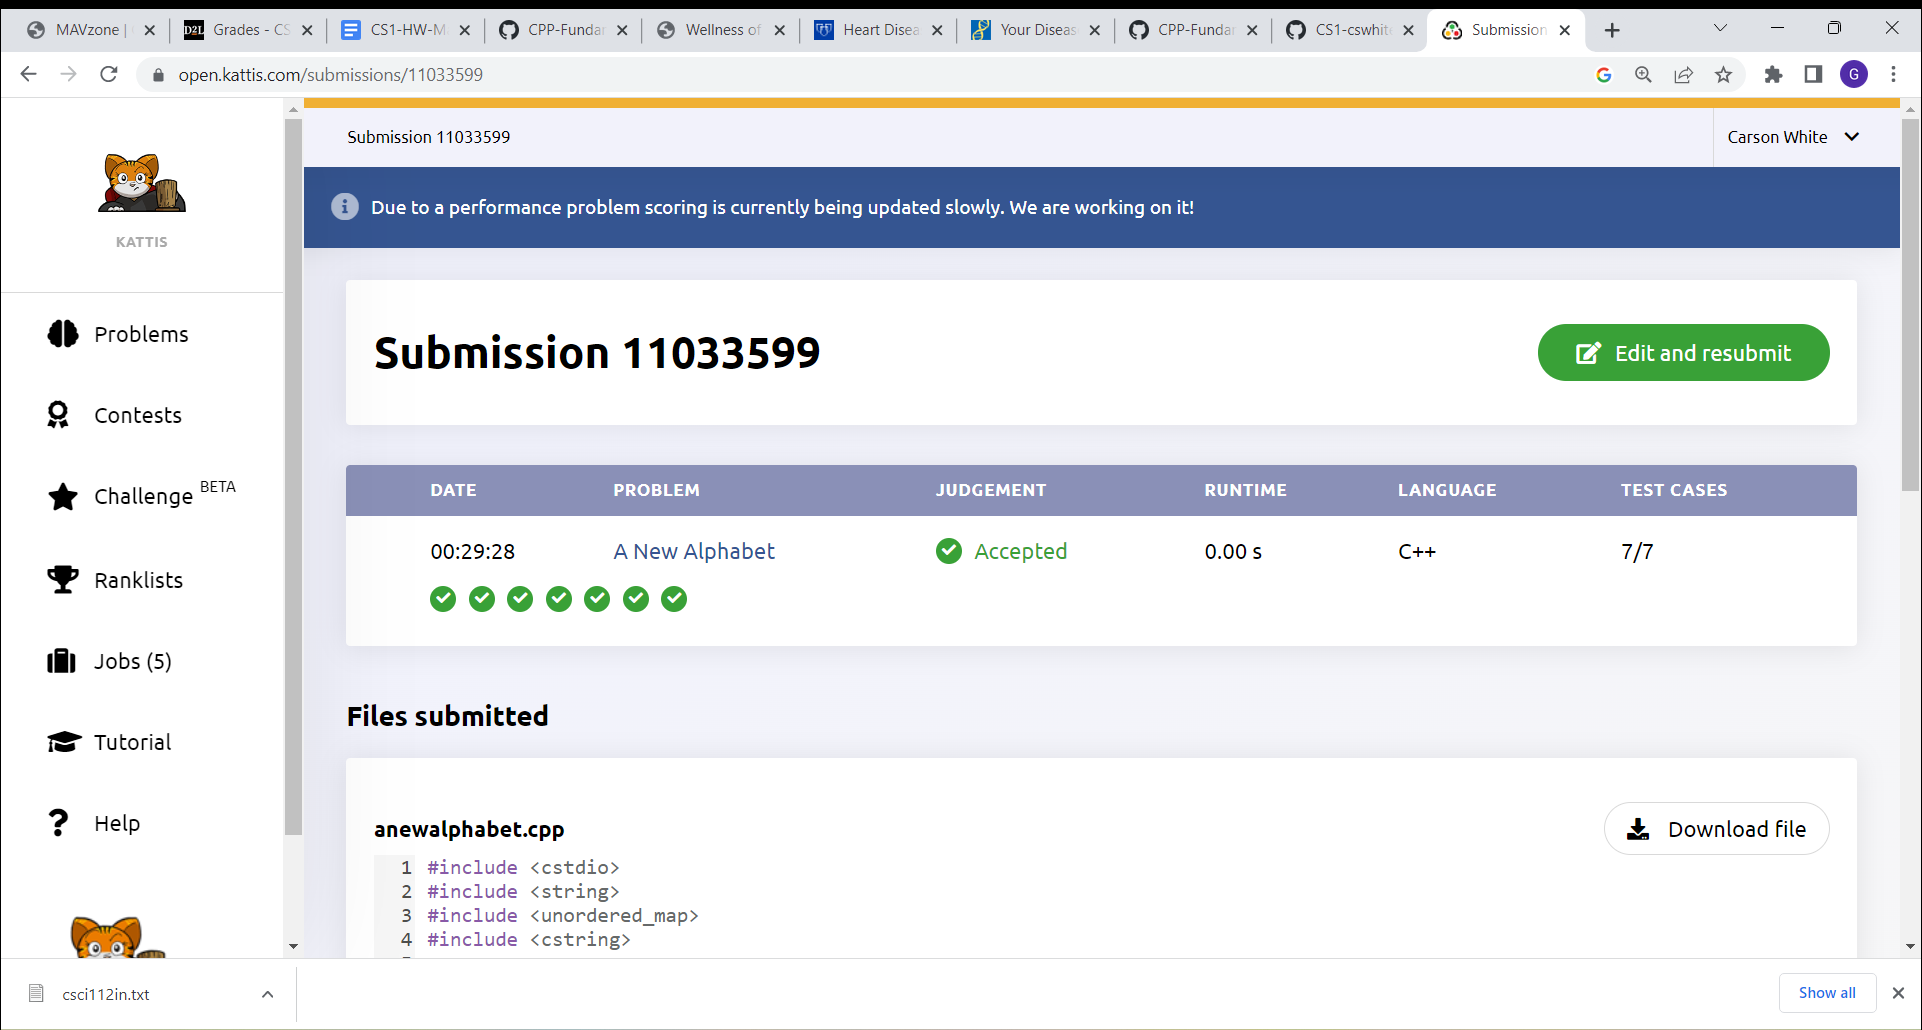 MAVzone |
D2L Grades - CS
CS1-HW-M
CPP-Fundar
Wellness of
Heart Disea
Your Diseas
CPP-Fundar
CS1-cswhite
Submission
open.kattis.com/submissions/11033599
G
KATTIS
Problems
Contests
Challenge BETA
Ranklists
Jobs (5)
Tutorial
Help
Submission 11033599
Carson White
Due to a performance problem scoring is currently being updated slowly. We are working on it!
Submission 11033599
Edit and resubmit
DATE PROBLEM JUDGEMENT RUNTIME LANGUAGE TEST CASES
00:29:28 A New Alphabet Accepted 0.00 s C++ 7/7
Files submitted
anewalphabet.cpp
Download file
1 #include <cstdio>
2 #include <string>
3 #include <unordered_map>
4 #include <cstring>
csci112in.txt
Show all